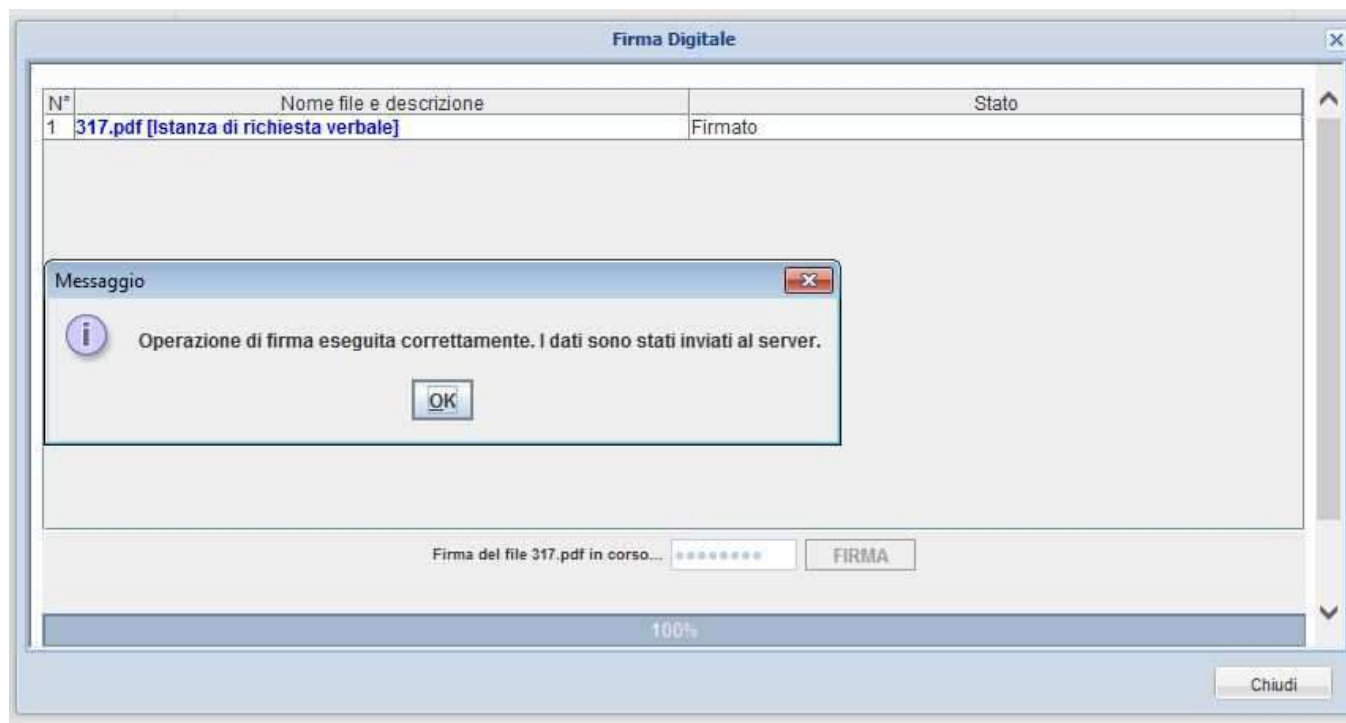 Firma Digitale
N° Nome file e descrizione Stato
1 317.pdf [Istanza di richiesta verbale] Firmato
Messaggio
Operazione di firma eseguita correttamente. I dati sono stati inviati al server.
OK
Firma del file 317.pdf in corso... FIRMA
100%
Chiudi